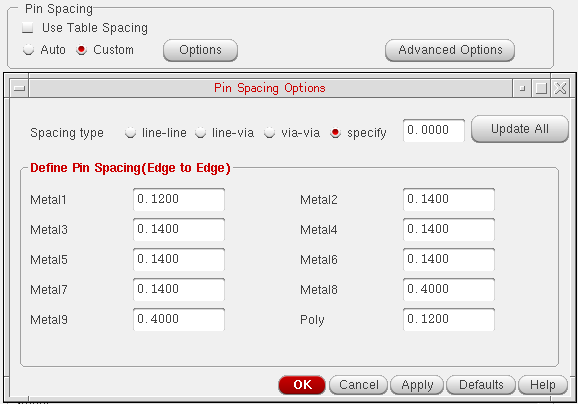 Pin Spacing
Use Table Spacing
Auto Custom Options Advanced Options
Pin Spacing Options
Spacing type line-line line-via via-via specify 0.0000 Update All
Define Pin Spacing(Edge to Edge)
Metal1 0.1200 Metal2 0.1400
Metal3 0.1400 Metal4 0.1400
Metal5 0.1400 Metal6 0.1400
Metal7 0.1400 Metal8 0.4000
Metal9 0.4000 Poly 0.1200
OK Cancel Apply Defaults Help